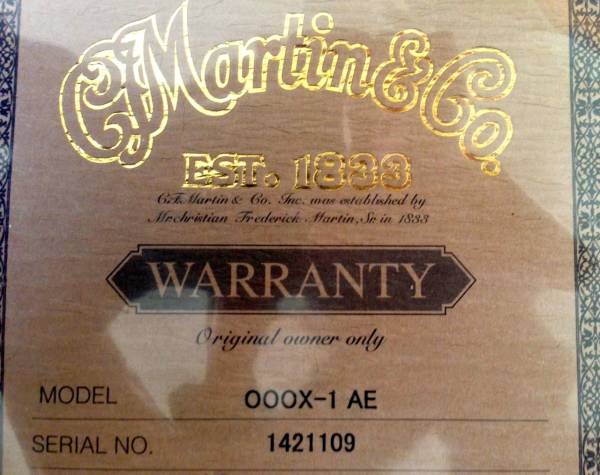 C.F. Martin & Co.
EST. 1833
C.F. Martin & Co. Inc. was established by
Mr.christian Frederick Martin, Sr. in 1833
WARRANTY
Original owner only
MODEL OOOX-1 AE
SERIAL NO. 1421109